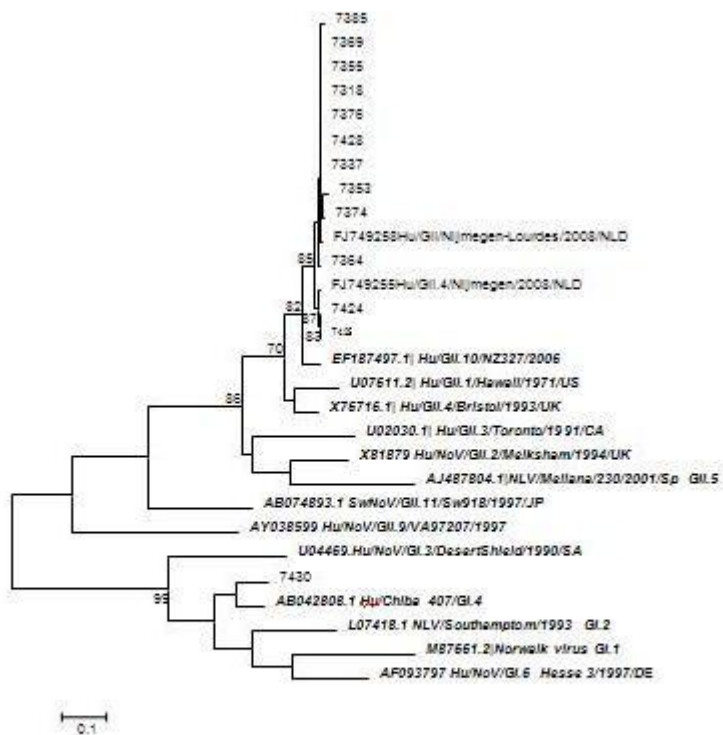 7385
7369
7355
7318
7376
7428
7337
7353
7374
FJ749258Hu/GII/Nijmegen-Lourdes/2008/NLD
7364
85
FJ749255Hu/GII.4/Nijmegen/2008/NLD
82
7424
87
83
70
EF187497.1| Hu/GII.10/NZ327/2006
U07611.2| Hu/GII.1/Hawaii/1971/US
86
X76716.1| Hu/GII.4/Bristol/1993/UK
U02030.1| Hu/GII.3/Toronto/1991/CA
X81879 Hu/NoV/GII.2/Melksham/1994/UK
AJ487804.1|NLV/Mellana/230/2001/Sp GII.5
AB074893.1 SwNoV/GII.11/Sw918/1997/JP
AY038599 Hu/NoV/GII.9/VA97207/1997
U04469.Hu/NoV/GI.3/DesertShield/1990/SA
7430
99
AB042808.1 Hu/Chiba 407/GI.4
L07418.1 NLV/Southamptom/1993 GI.2
M87661.2|Norwalk virus GI.1
AF093797 Hu/NoV/GI.6 Hesse 3/1997/DE
0.1